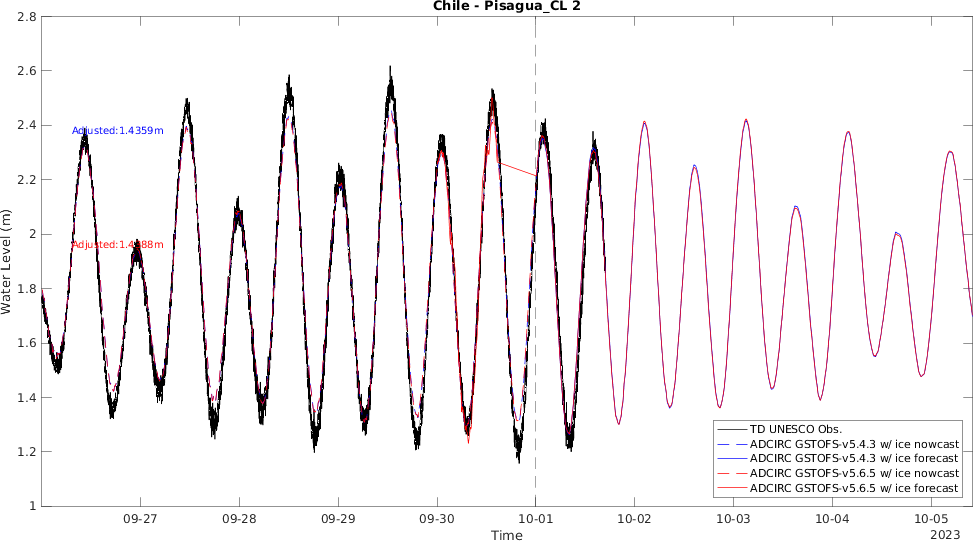 Chile - Pisagua_CL 2
2.8
2.6
2.4
2.2
2
1.8
1.6
1.4
1.2
1
Water Level (m)
Adjusted:1.4359m
09-27
09-28
09-29
09-30
10-01
10-02
10-03
10-04
10-05
Time
2023
TD UNESCO Obs.
ADCIRC GSTOFS-v5.4.3 w/ ice nowcast
ADCIRC GSTOFS-v5.4.3 w/ ice forecast
ADCIRC GSTOFS-v5.6.5 w/ ice nowcast
ADCIRC GSTOFS-v5.6.5 w/ ice forecast